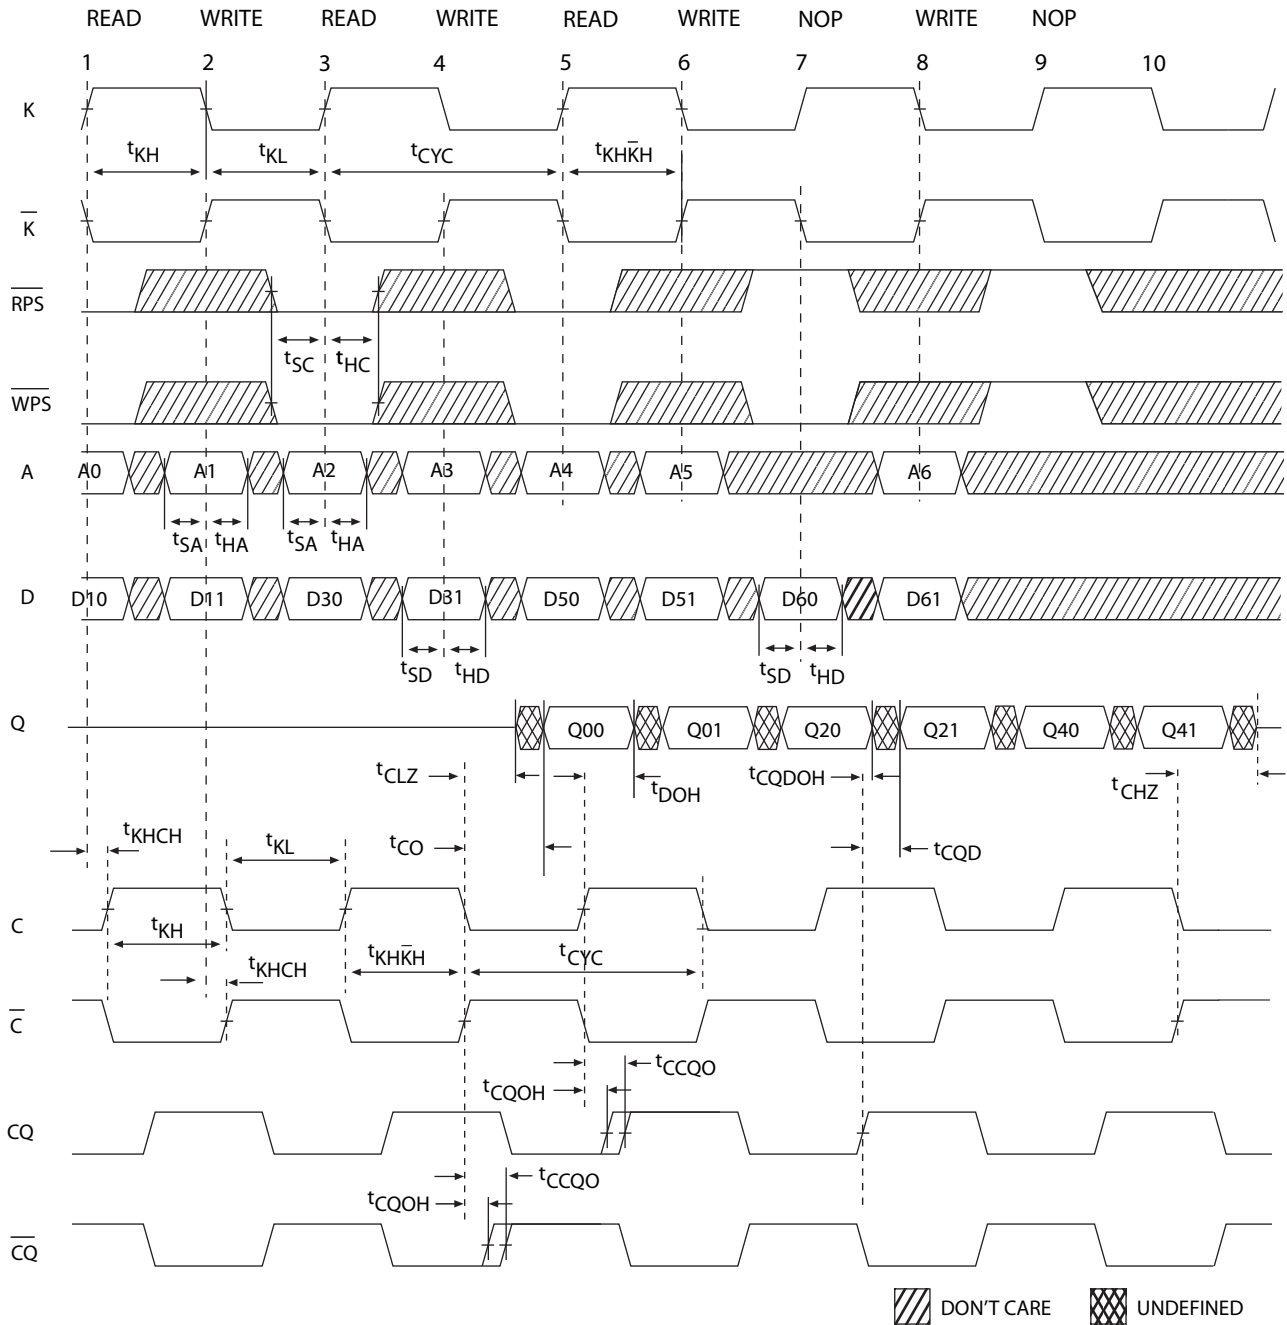 READ WRITE READ WRITE READ WRITE NOP WRITE NOP
1 2 3 4 5 6 7 8 9 10
K
tKH tKL tCYC tKHK̅H
K̅
R̅P̅S̅
tSC tHC
W̅P̅S̅
A A0 A1 A2 A3 A4 A5 A6
tSA tHA tSA tHA
D D10 D11 D30 D31 D50 D51 D60 D61
tSD tHD tSD tHD
Q Q00 Q01 Q20 Q21 Q40 Q41
tCLZ tDOH tCQDOH tCHZ
tKHCH tKL tCO tCQD
C
tKH tKHK̅H tCYC
tKHCH
C̅
tCCQO
tCQOH
CQ
tCCQO
tCQOH
C̅Q̅
DON'T CARE UNDEFINED